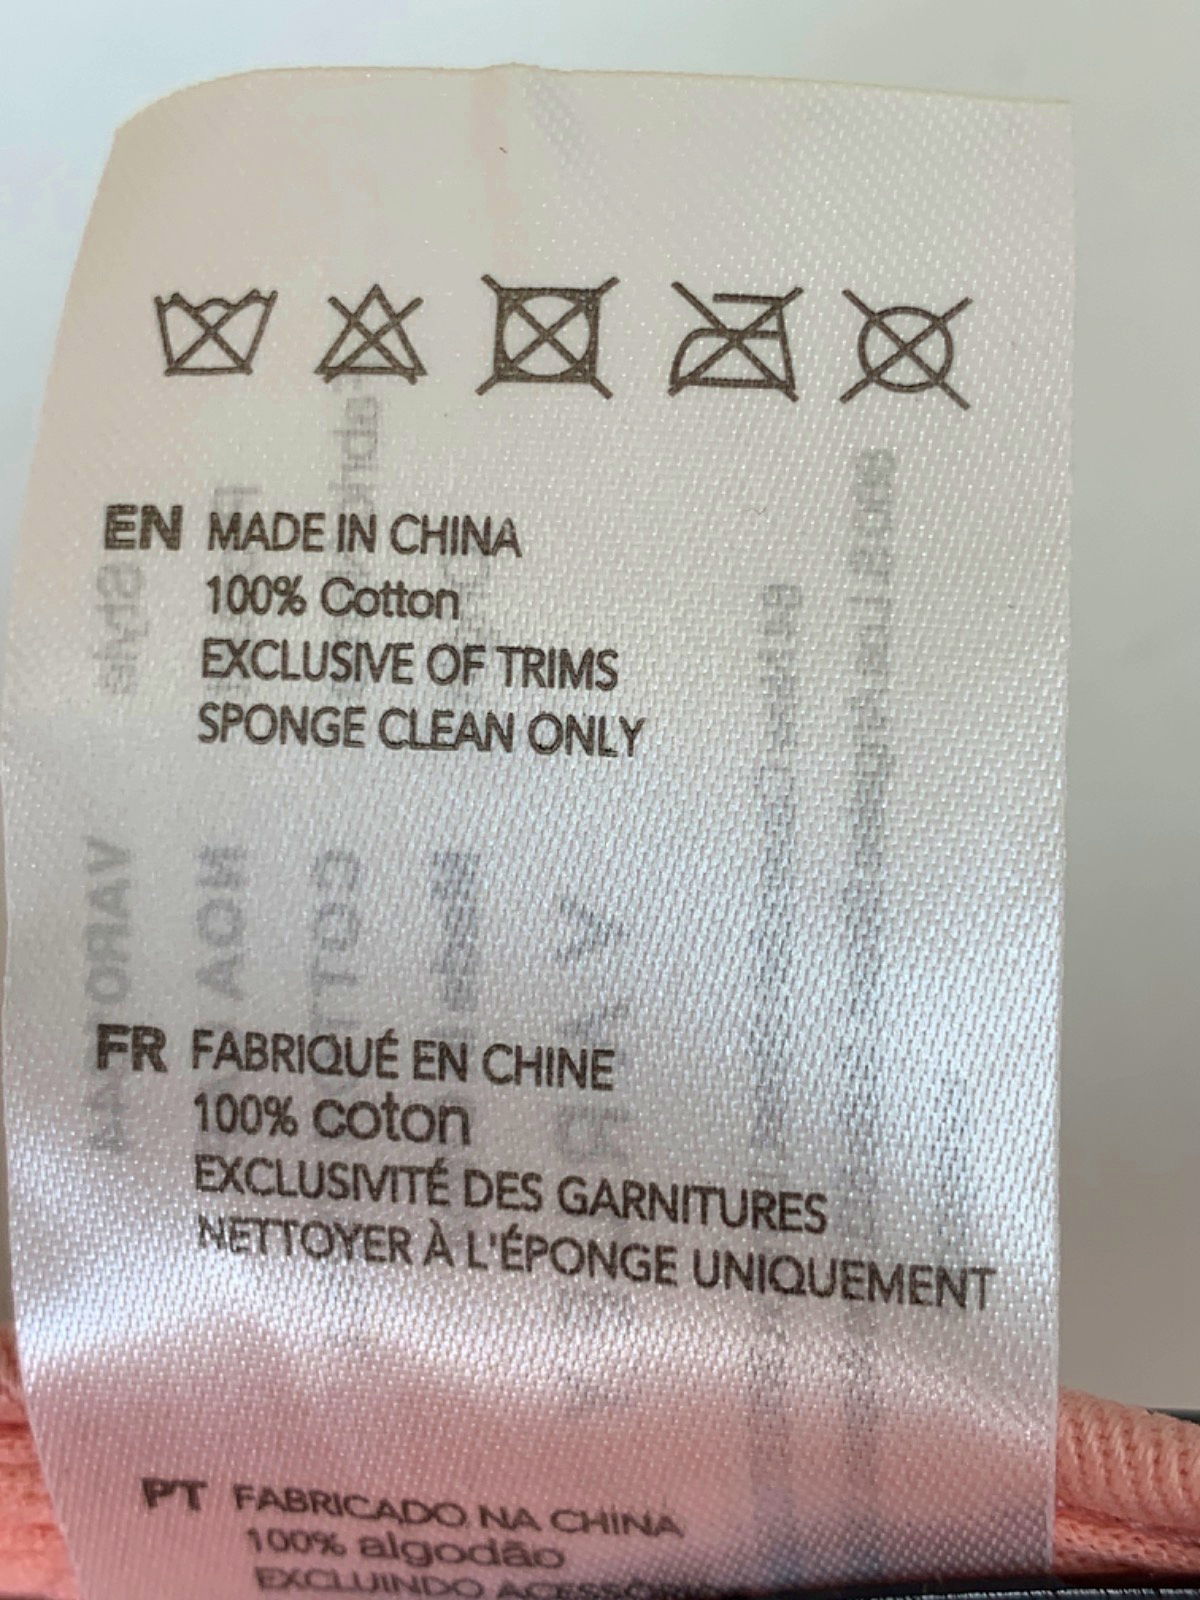 EN MADE IN CHINA
100% Cotton
EXCLUSIVE OF TRIMS
SPONGE CLEAN ONLY
FR FABRIQUÉ EN CHINE
100% coton
EXCLUSIVITÉ DES GARNITURES
NETTOYER À L'ÉPONGE UNIQUEMENT
PT FABRICADO NA CHINA
100% algodão
EXCLUINDO